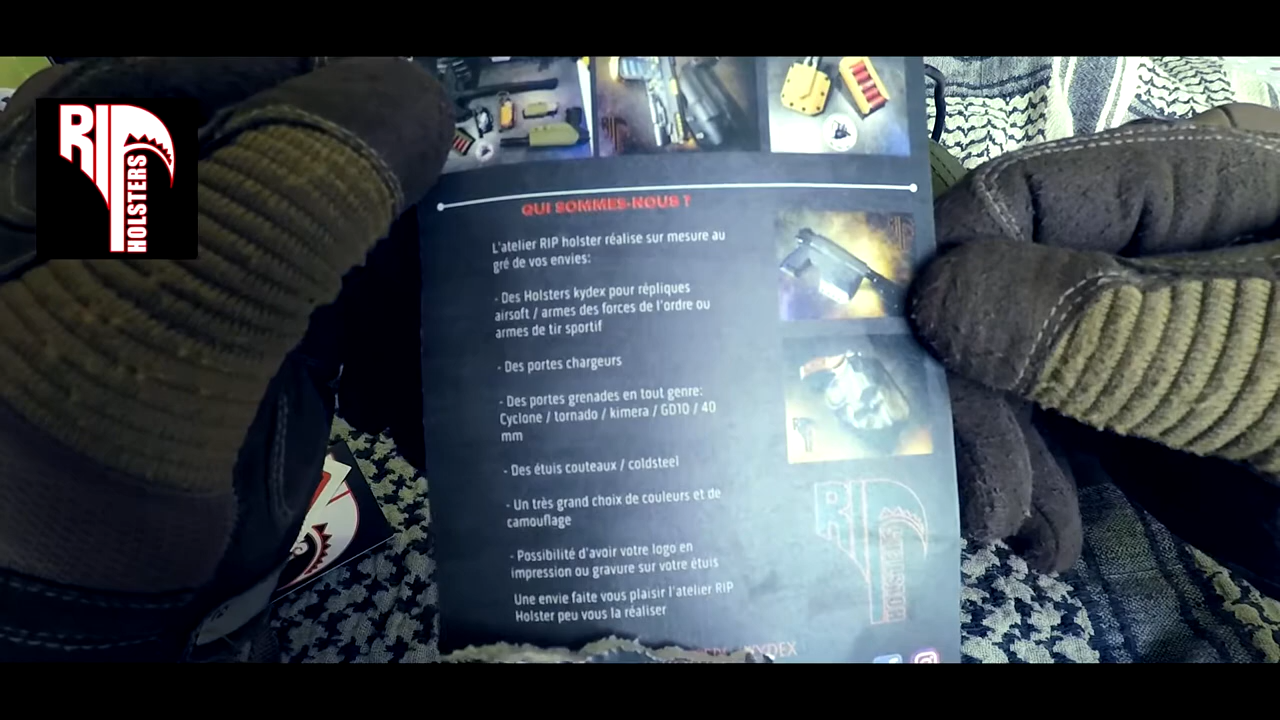 RIP
HOLSTERS
QUI SOMMES-NOUS ?
L'atelier RIP holster réalise sur mesure au
gré de vos envies:
- Des Holsters kydex pour répliques
airsoft / armes des forces de l'ordre ou
armes de tir sportif
- Des portes chargeurs
- Des portes grenades en tout genre:
Cyclone / tornado / kimera / GD10 / 40
mm
- Des étuis couteaux / coldsteel
- Un très grand choix de couleurs et de
camouflage
- Possibilité d'avoir votre logo en
impression ou gravure sur votre étuis
Une envie faite vous plaisir l'atelier RIP
Holster peu vous la réaliser
RIP
HOLSTERS
KYDEX